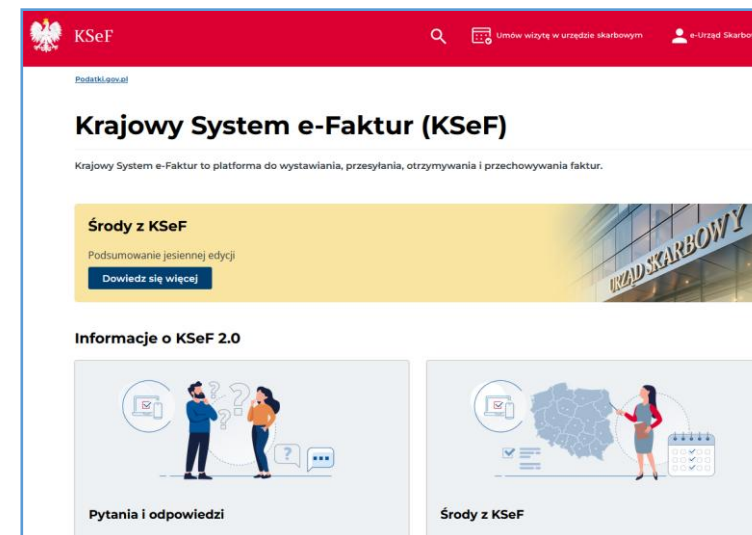 KSeF
Umów wizytę w urzędzie skarbowym
e-Urząd
Podatki.gov.pl
Krajowy System e-Faktur (KSeF)
Krajowy System e-Faktur to platforma do wystawiania, przesyłania, otrzymywania i przechowywania faktur.
Środy z KSeF
Podsumowanie jesiennej edycji
Dowiedz się więcej
URZĄD SKARBOWY
Informacje o KSeF 2.0
Pytania i odpowiedzi
Środy z KSeF